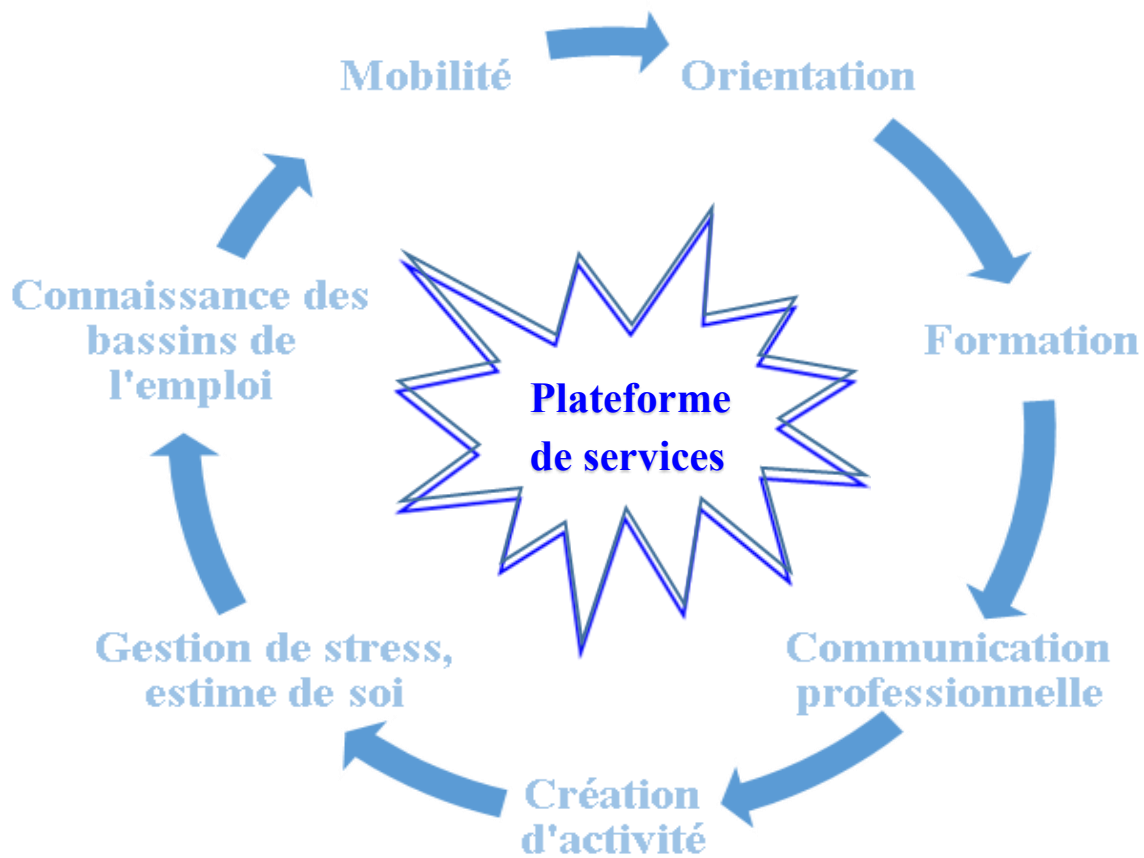 Mobilité
Orientation
Formation
Communication
professionnelle
Création
d'activité
Gestion de stress,
estime de soi
Connaissance des
bassins de
l'emploi
Plateforme
de services